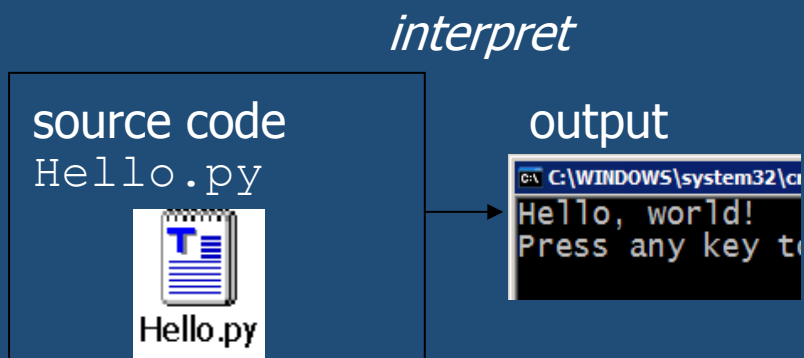 interpret
source code
Hello.py
Hello.py
output
C:\WINDOWS\system32\c
Hello, world!
Press any key t